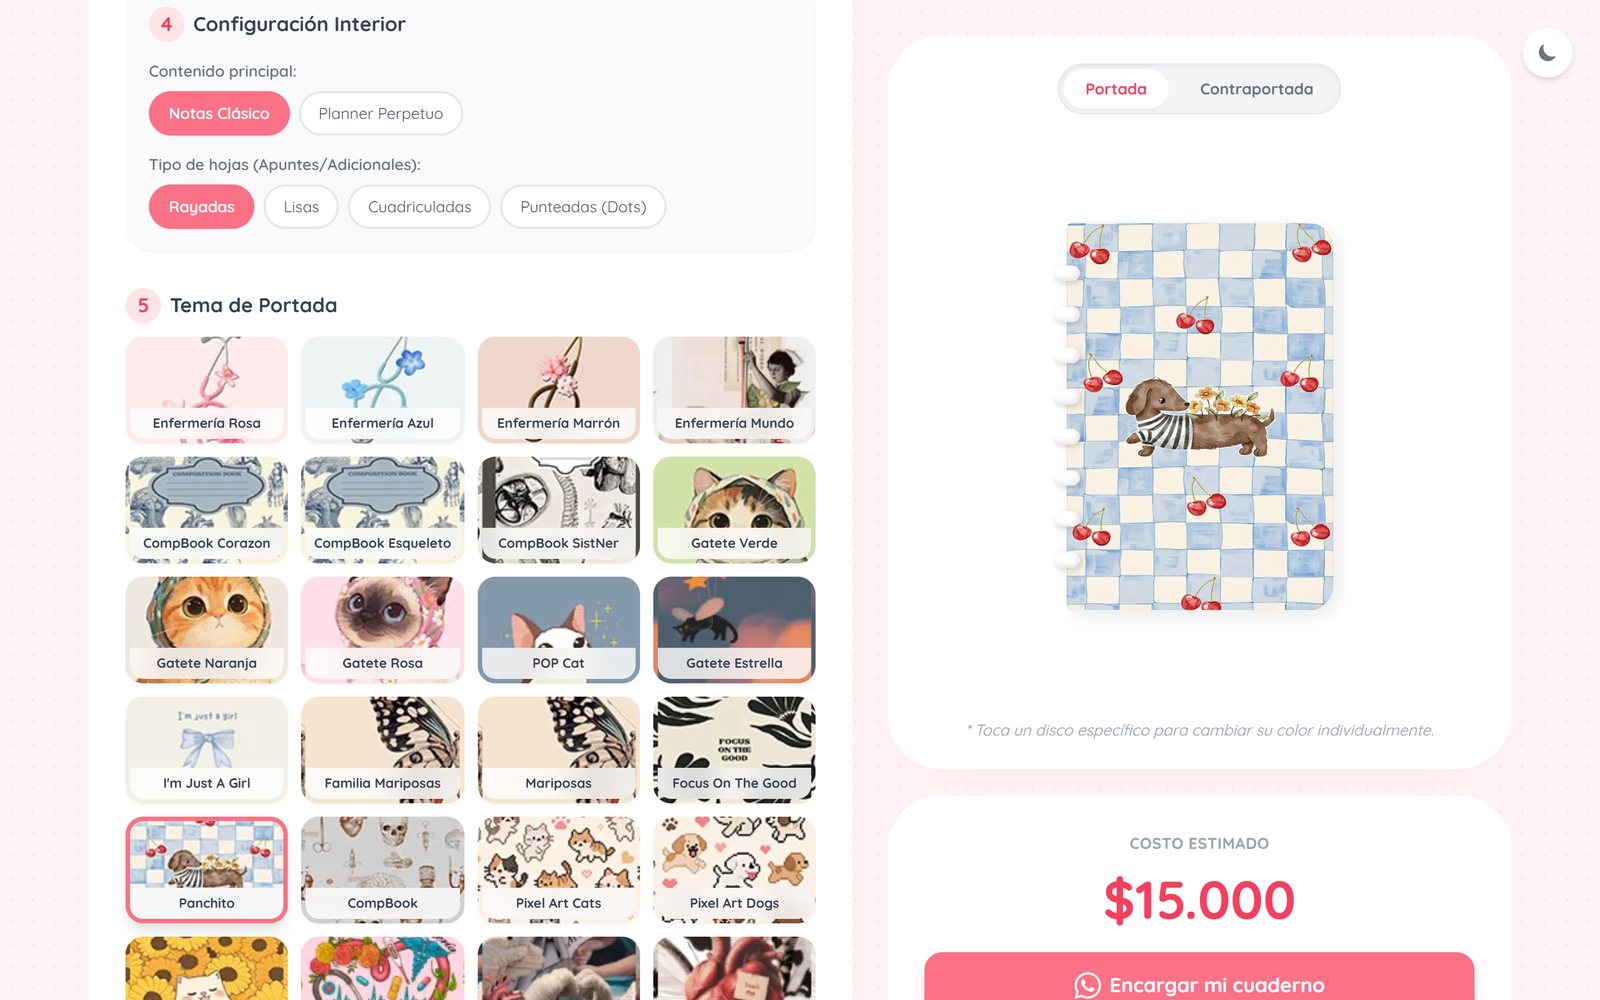 4 Configuración Interior
Contenido principal:
Notas Clásico
Planner Perpetuo
Tipo de hojas (Apuntes/Adicionales):
Rayadas
Lisas
Cuadriculadas
Punteadas (Dots)
5 Tema de Portada
Enfermería Rosa
Enfermería Azul
Enfermería Marrón
Enfermería Mundo
COMPOSITION BOOK
CompBook Corazon
COMPOSITION BOOK
CompBook Esqueleto
CompBook SistNer
Gatete Verde
Gatete Naranja
Gatete Rosa
POP Cat
Gatete Estrella
I'm just a girl
I'm Just A Girl
Familia Mariposas
Mariposas
FOCUS
ON THE
GOOD
Focus On The Good
Panchito
CompBook
Pixel Art Cats
Pixel Art Dogs
Portada
Contraportada
* Toca un disco específico para cambiar su color individualmente.
COSTO ESTIMADO
$15.000
Encargar mi cuaderno